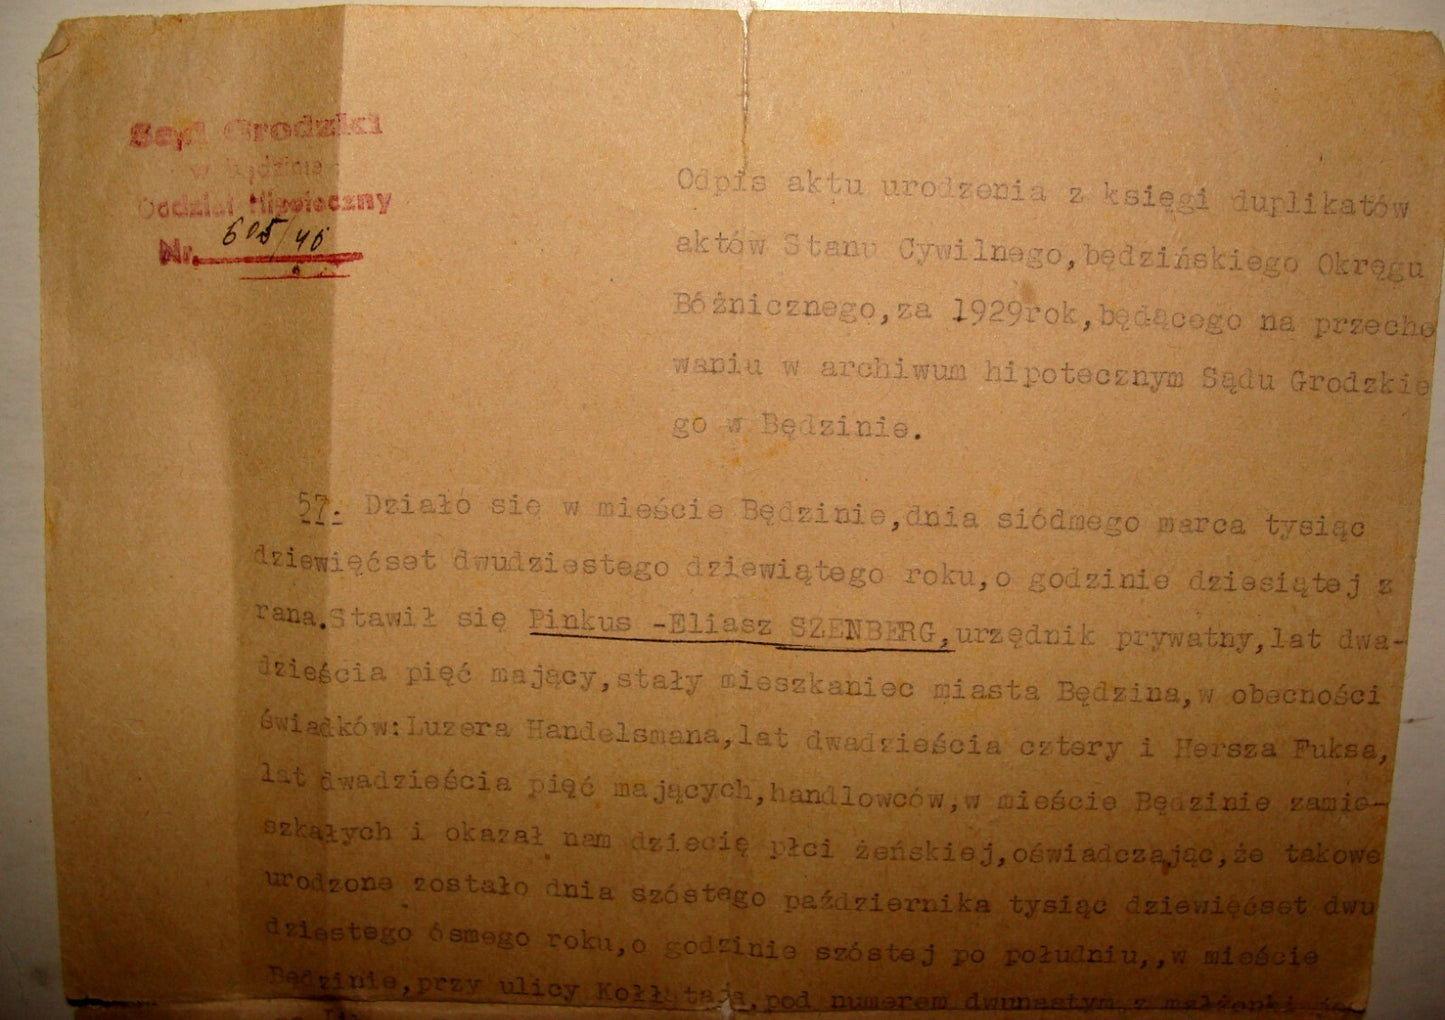 Sąd Grodzki
w Będzinie
Oddział Hipoteczny
Nr. 605/46
Odpis aktu urodzenia z księgi duplikatów
aktów Stanu Cywilnego,będzińskiego Okręgu
Bóżnicznego,za 1929rok,będącego na przecho
waniu w archiwum hipotecznym Sądu Grodzkie
go w Będzinie.
57. Działo się w mieście Będzinie,dnia siódmego marca tysiąc
dziewięćset dwudziestego dziewiątego roku,o godzinie dziesiątej z
rana.Stawił się Pinkus -Eliasz SZENBERG,urzędnik prywatny,lat dwa-
dzieścia pięć mający,stały mieszkaniec miasta Będzina,w obecności
świadków:Luzera Handelsmana,lat dwadzieścia cztery i Hersza Fuksa,
lat dwadzieścia pięć mających,handlowców,w mieście Będzinie zamie-
szkałych i okazał nam dziecię płci żeńskiej,oświadczając,że takowe
urodzone zostało dnia szóstego października tysiąc dziewięćset dwu
dziestego ósmego roku,o godzinie szóstej po południu,,w mieście
Będzinie,przy ulicy Kołłątaja,pod numerem dwunastym,z małżonki